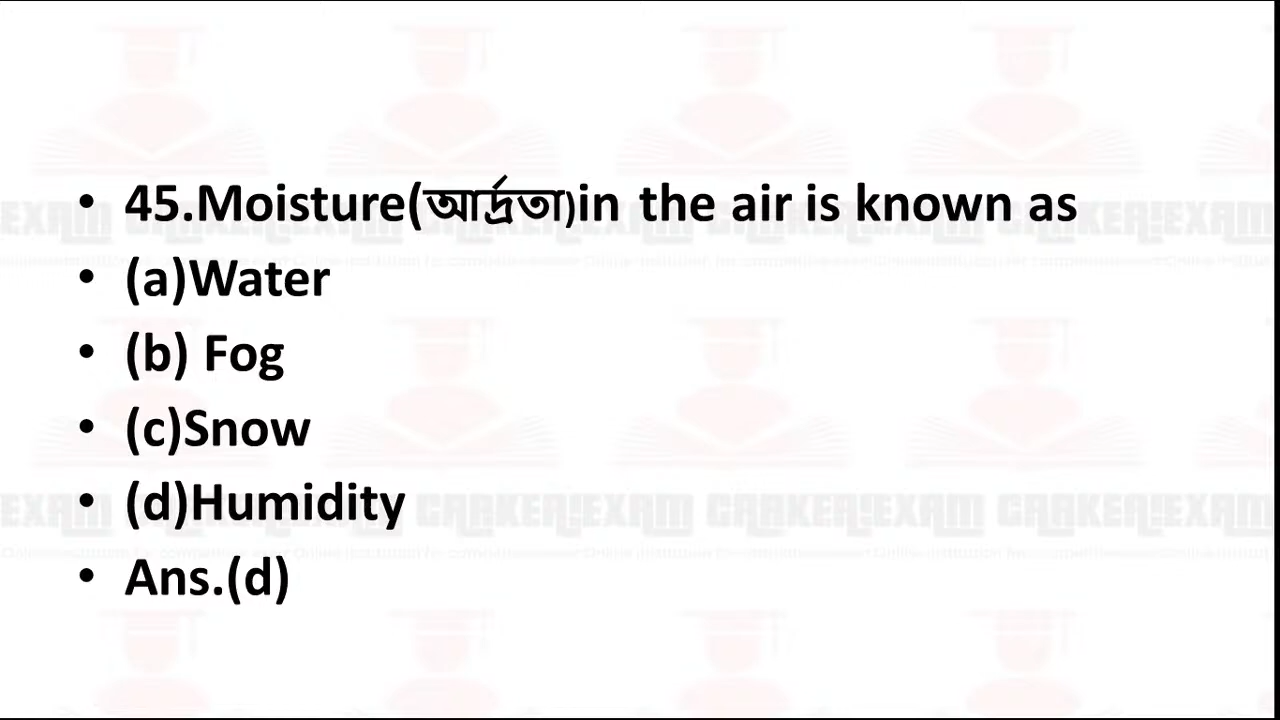 • 45.Moisture(আর্দ্রতা)in the air is known as
• (a)Water
• (b) Fog
• (c)Snow
• (d)Humidity
• Ans.(d)